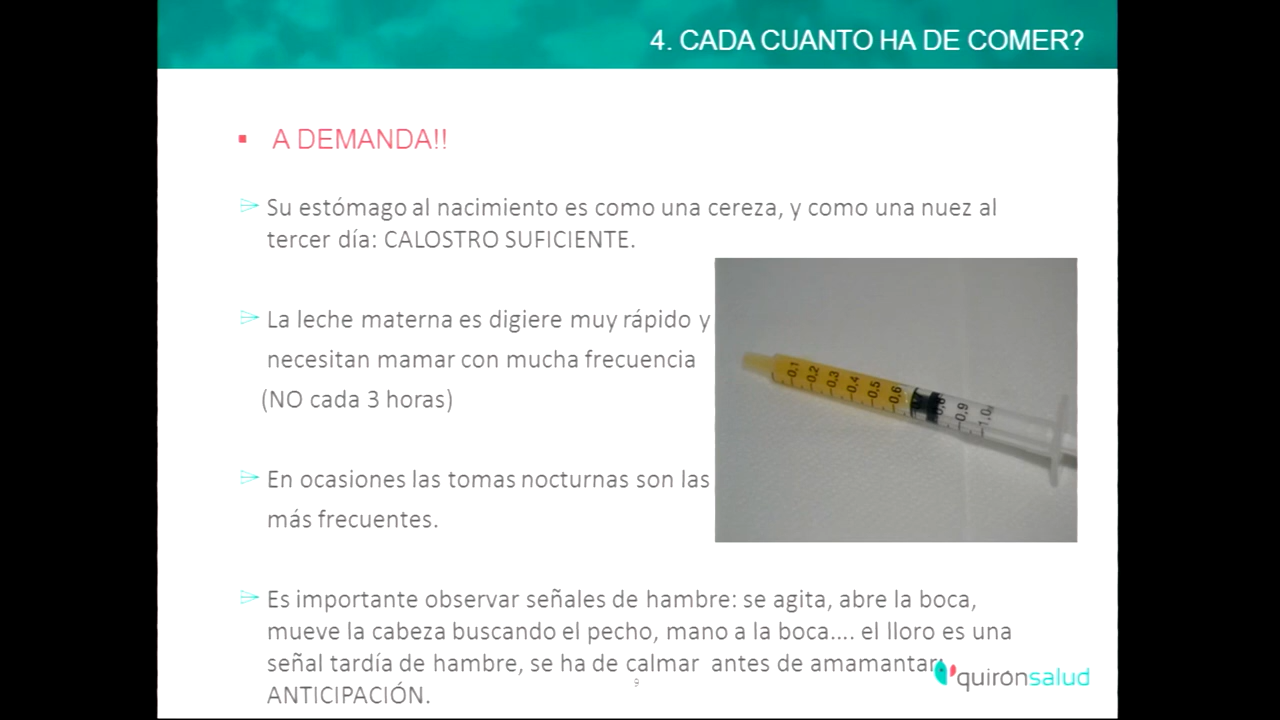 4. CADA CUANTO HA DE COMER?
A DEMANDA!!
Su estómago al nacimiento es como una cereza, y como una nuez al
tercer día: CALOSTRO SUFICIENTE.
La leche materna es digiere muy rápido y
necesitan mamar con mucha frecuencia
(NO cada 3 horas)
En ocasiones las tomas nocturnas son las
más frecuentes.
0,1 0,2 0,3 0,4 0,5 0,6 0,9 1,0
Es importante observar señales de hambre: se agita, abre la boca,
mueve la cabeza buscando el pecho, mano a la boca.... el lloro es una
señal tardía de hambre, se ha de calmar antes de amamantar:
ANTICIPACIÓN.
9
quirónsalud